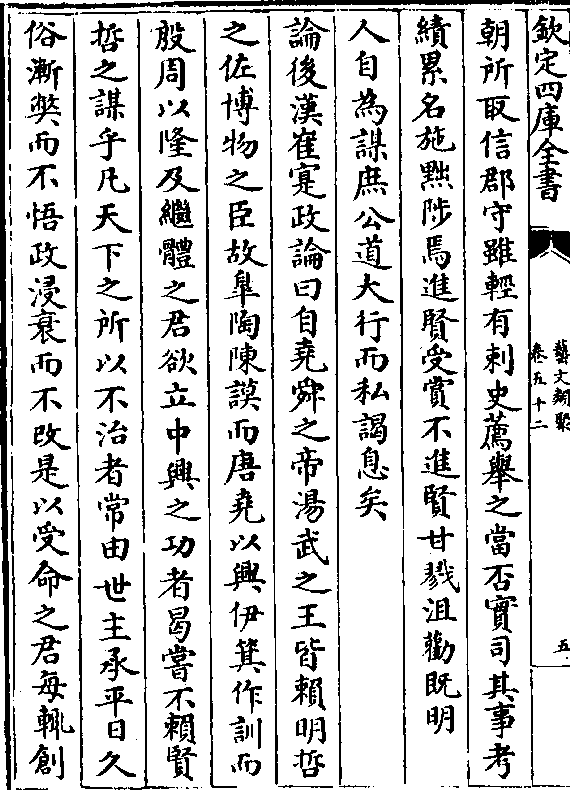 欽定四庫全書
藝文類聚
卷五十二
五
朝所取信郡守雖輕有刺史薦舉之當否實司其事考
績累名施黜陟焉進賢受賞不進賢甘戮沮勸既明
人自為謀庶公道大行而私謁息矣
論後漢崔寔政論曰自堯舜之帝湯武之王皆賴明哲
之佐博物之臣故臯陶陳謨而唐堯以興伊箕作訓而
殷周以隆及繼體之君欲立中興之功者曷嘗不賴賢
哲之謀乎凡天下之所以不治者常由世主承平日久
俗漸弊而不悟政浸衰而不改是以受命之君每輒創